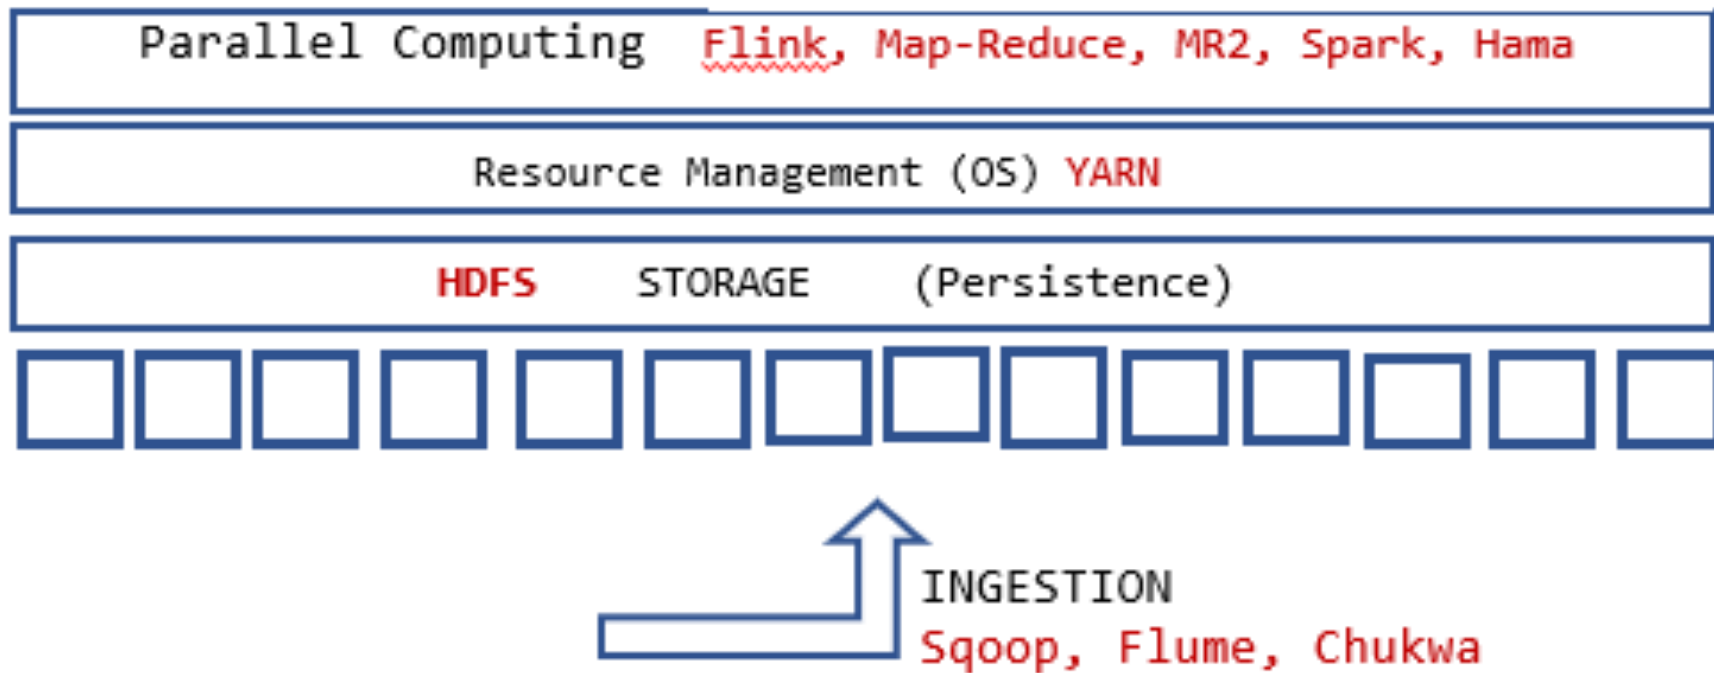 Parallel Computing Flink, Map-Reduce, MR2, Spark, Hama
Resource Management (OS) YARN
HDFS STORAGE (Persistence)
INGESTION
Sqoop, Flume, Chukwa